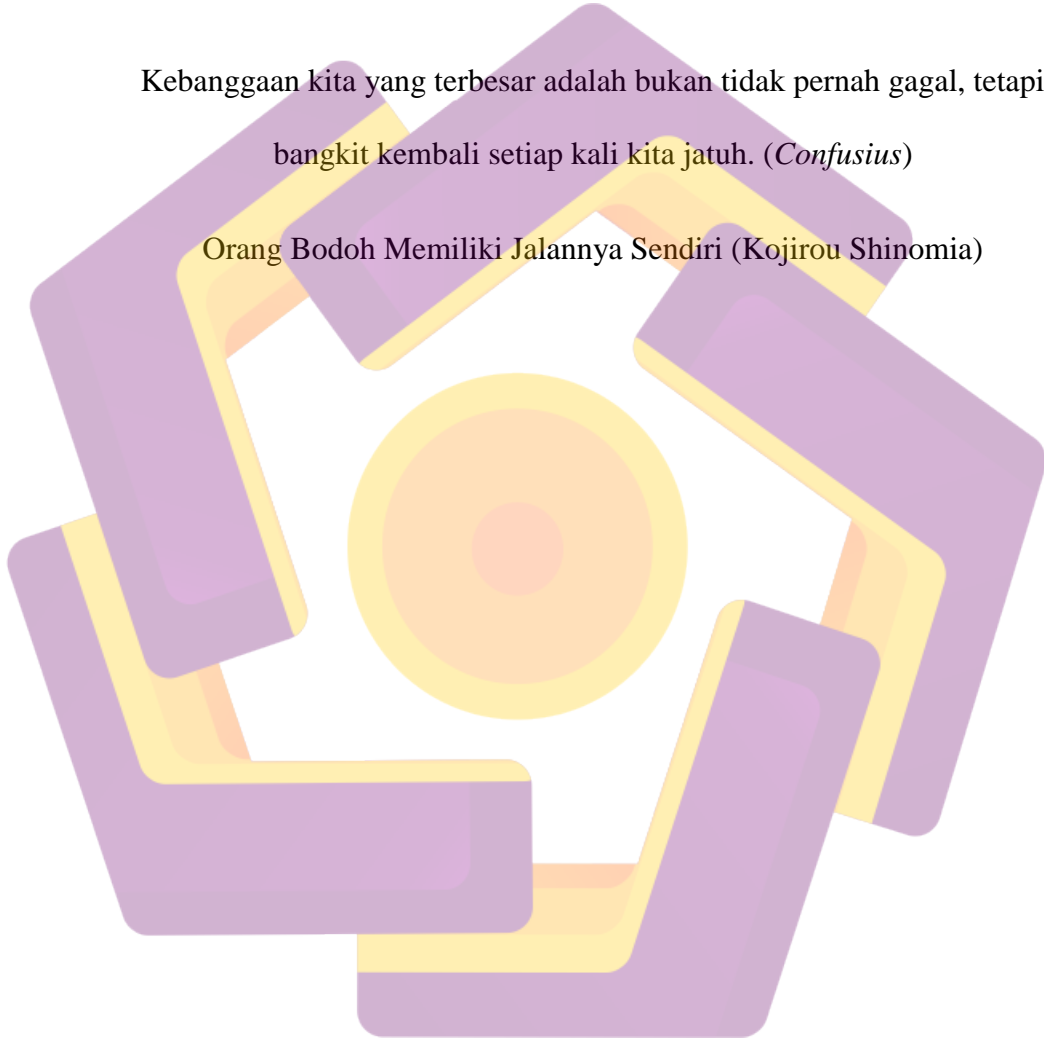 Kebanggaan kita yang terbesar adalah bukan tidak pernah gagal, tetapi
bangkit kembali setiap kali kita jatuh. (Confusius)
Orang Bodoh Memiliki Jalannya Sendiri (Kojirou Shinomia)